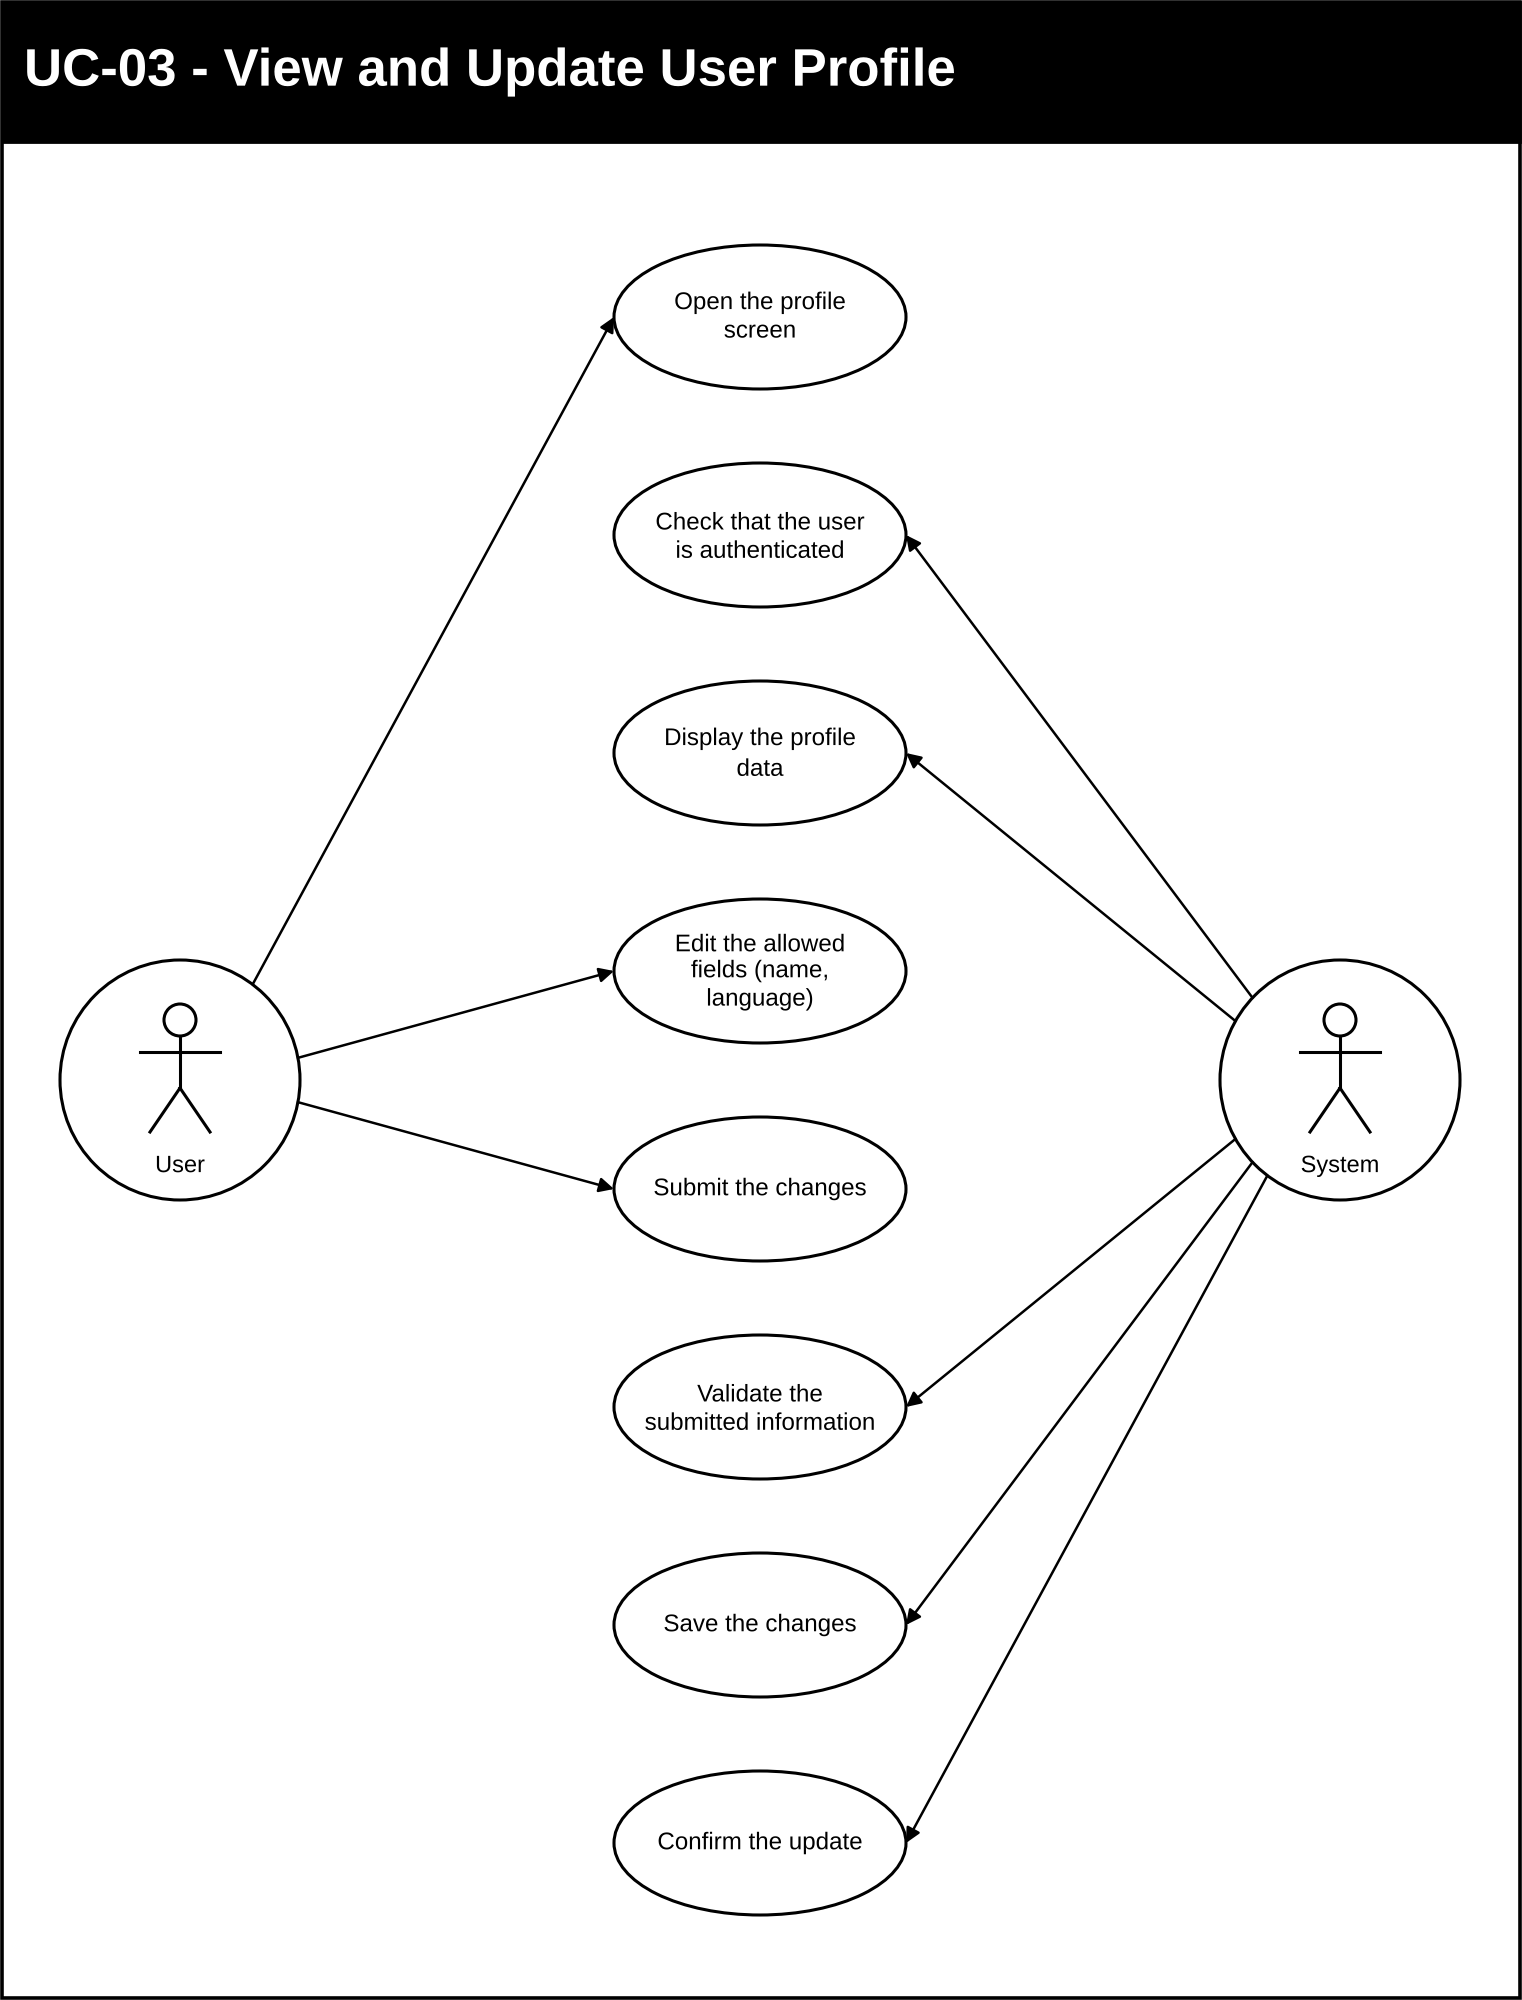 UC-03 - View and Update User Profile
Open the profile
screen
Check that the user
is authenticated
Display the profile
data
Edit the allowed
fields (name,
language)
User
System
Submit the changes
Validate the
submitted information
Save the changes
Confirm the update